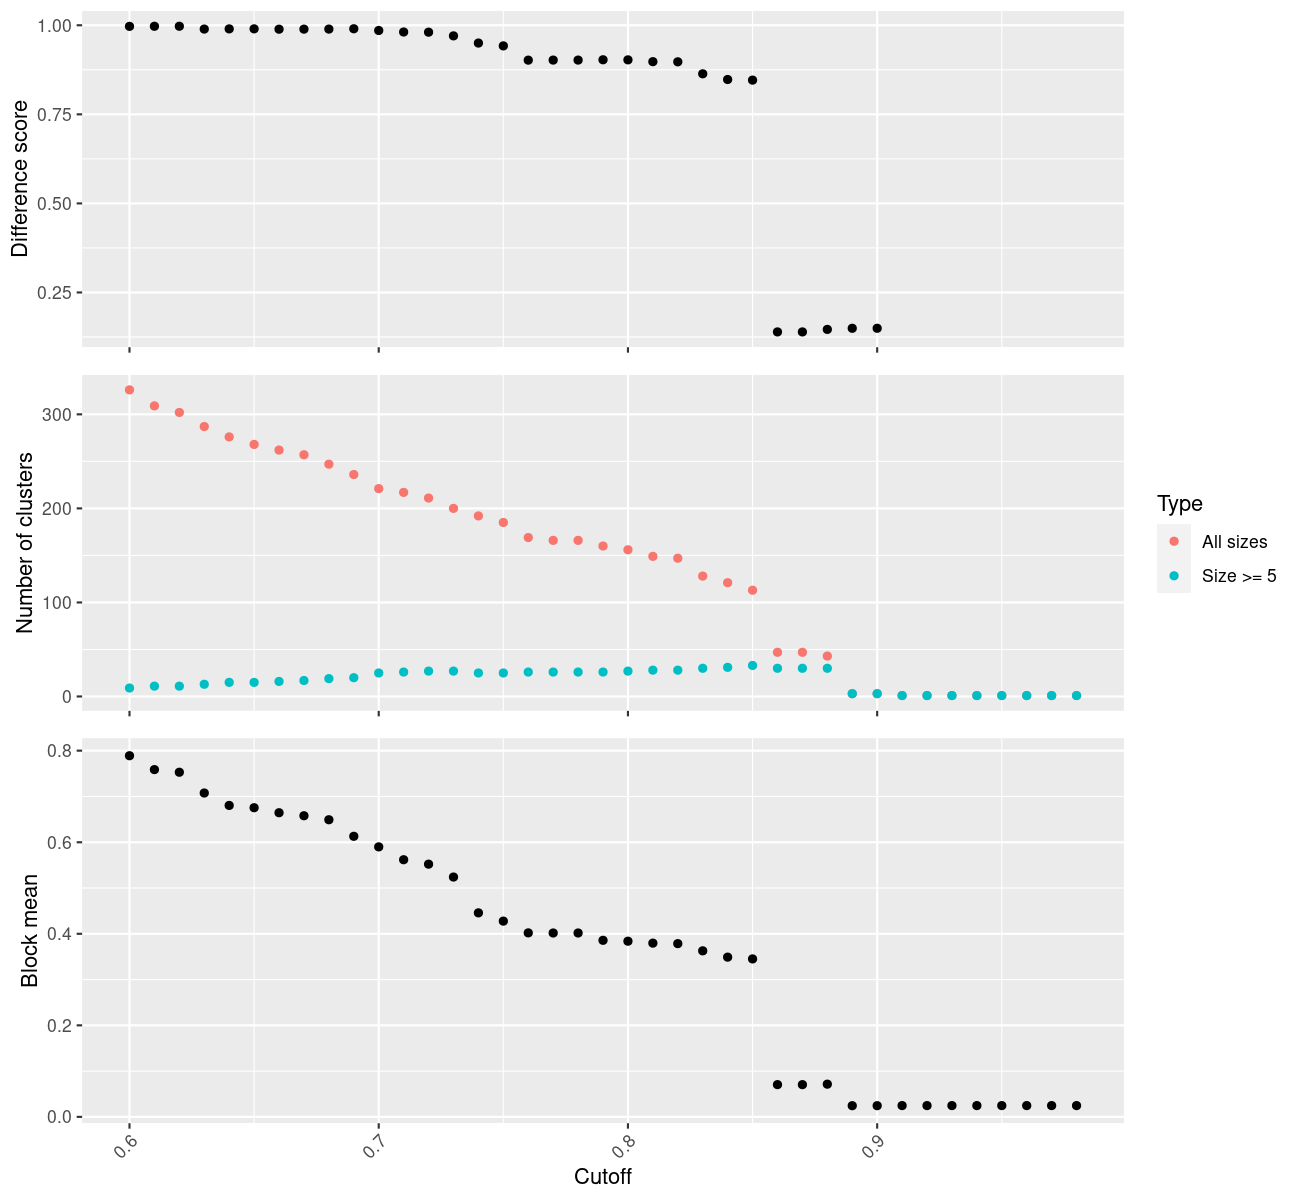 1.00
0.75
0.50
0.25
Difference score
300
200
100
0
Number of clusters
Type
All sizes
Size >= 5
0.8
0.6
0.4
0.2
0.0
Block mean
0.6 0.7 0.8 0.9
Cutoff